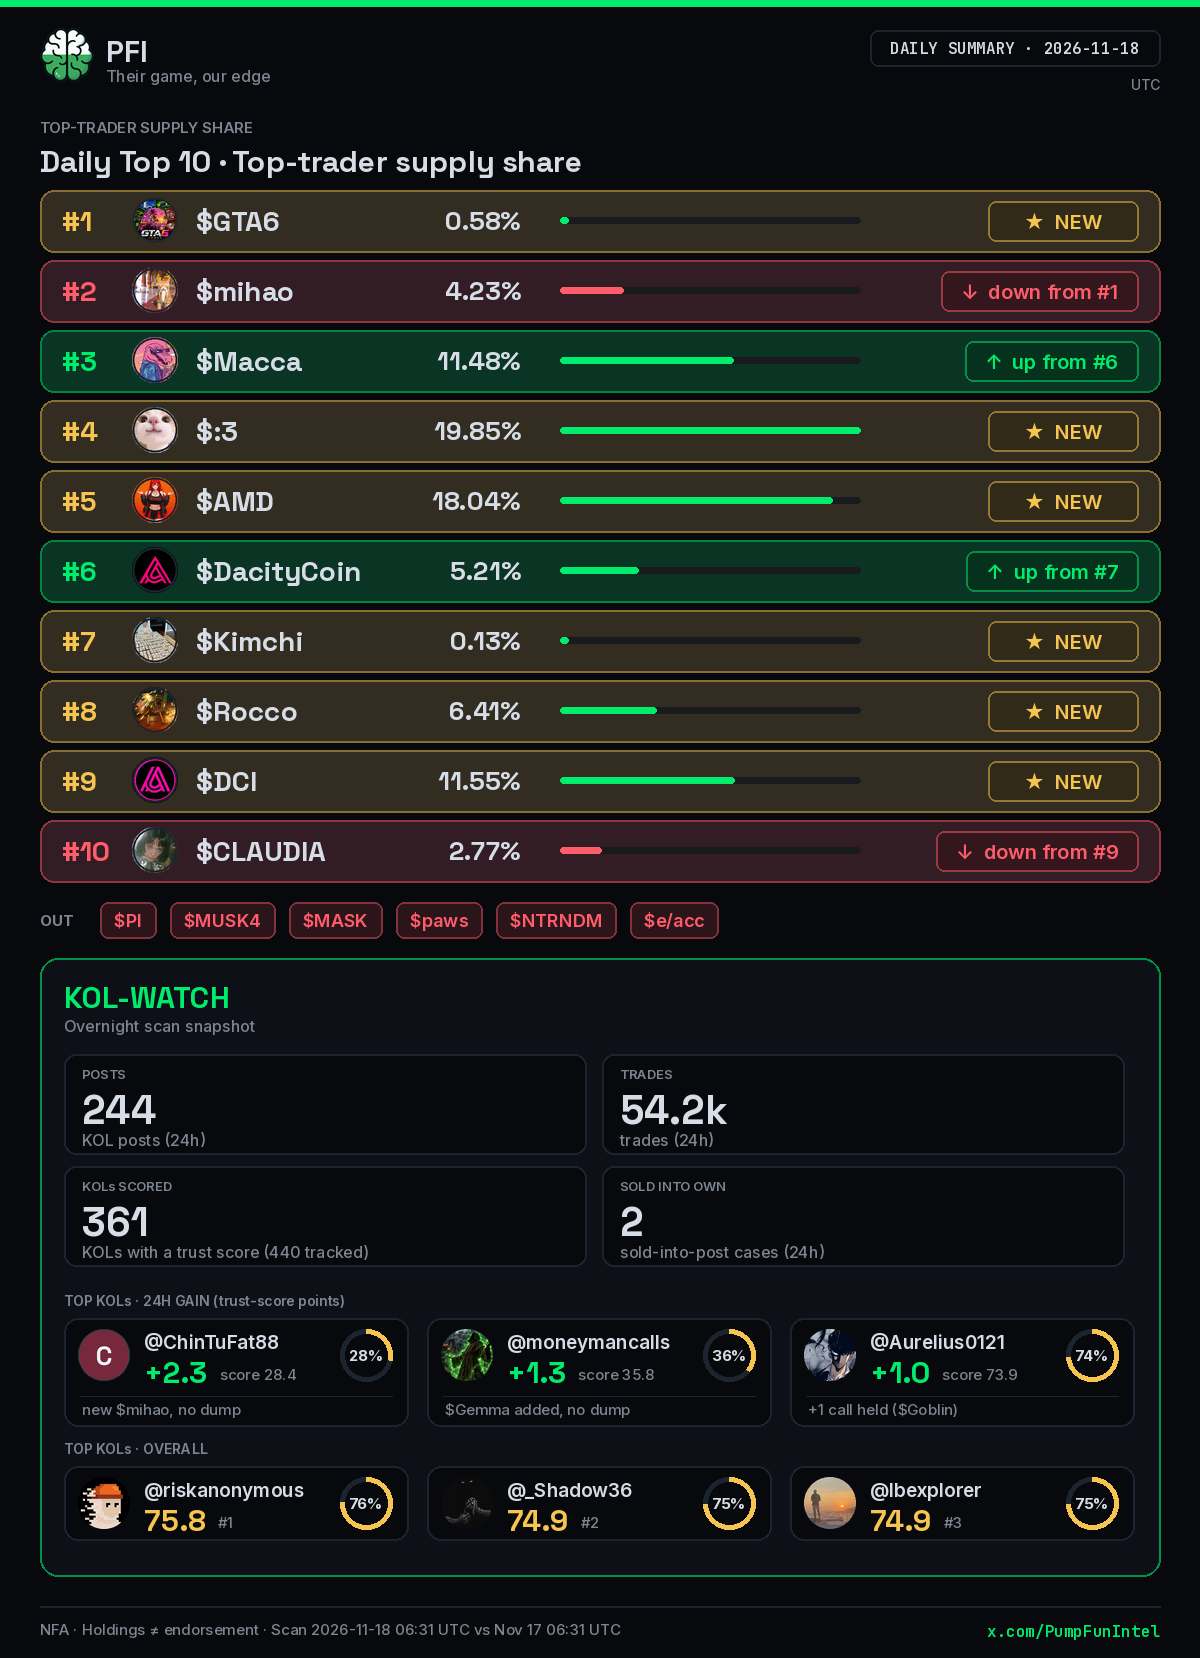 PFI
Their game, our edge
DAILY SUMMARY · 2026-11-18
UTC
TOP-TRADER SUPPLY SHARE
Daily Top 10 · Top-trader supply share
#1 $GTA6 0.58% ★ NEW
#2 $mihao 4.23% ↓ down from #1
#3 $Macca 11.48% ↑ up from #6
#4 $:3 19.85% ★ NEW
#5 $AMD 18.04% ★ NEW
#6 $DacityCoin 5.21% ↑ up from #7
#7 $Kimchi 0.13% ★ NEW
#8 $Rocco 6.41% ★ NEW
#9 $DCI 11.55% ★ NEW
#10 $CLAUDIA 2.77% ↓ down from #9
OUT $PI $MUSK4 $MASK $paws $NTRNDM $e/acc
KOL-WATCH
Overnight scan snapshot
POSTS
244
KOL posts (24h)
TRADES
54.2k
trades (24h)
KOLs SCORED
361
KOLs with a trust score (440 tracked)
SOLD INTO OWN
2
sold-into-post cases (24h)
TOP KOLs · 24H GAIN (trust-score points)
C
@ChinTuFat88
+2.3 score 28.4
28%
new $mihao, no dump
@moneymancalls
+1.3 score 35.8
36%
$Gemma added, no dump
@Aurelius0121
+1.0 score 73.9
74%
+1 call held ($Goblin)
TOP KOLs · OVERALL
@riskanonymous
75.8 #1
76%
@_Shadow36
74.9 #2
75%
@lbexplorer
74.9 #3
75%
NFA · Holdings ≠ endorsement · Scan 2026-11-18 06:31 UTC vs Nov 17 06:31 UTC
x.com/PumpFunIntel